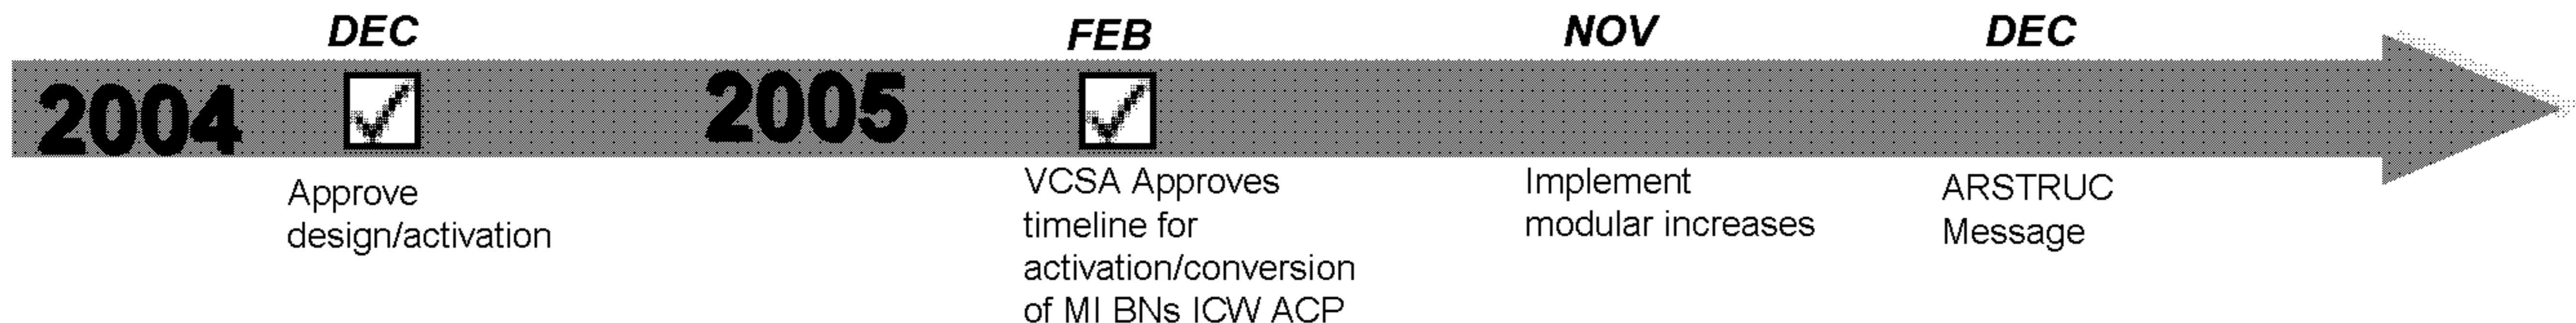 DEC
FEB
NOV
DEC
2004
2005
Approve
design/activation
VCSA Approves
timeline for
activation/conversion
of MI BNs ICW ACP
Implement
modular increases
ARSTRUC
Message